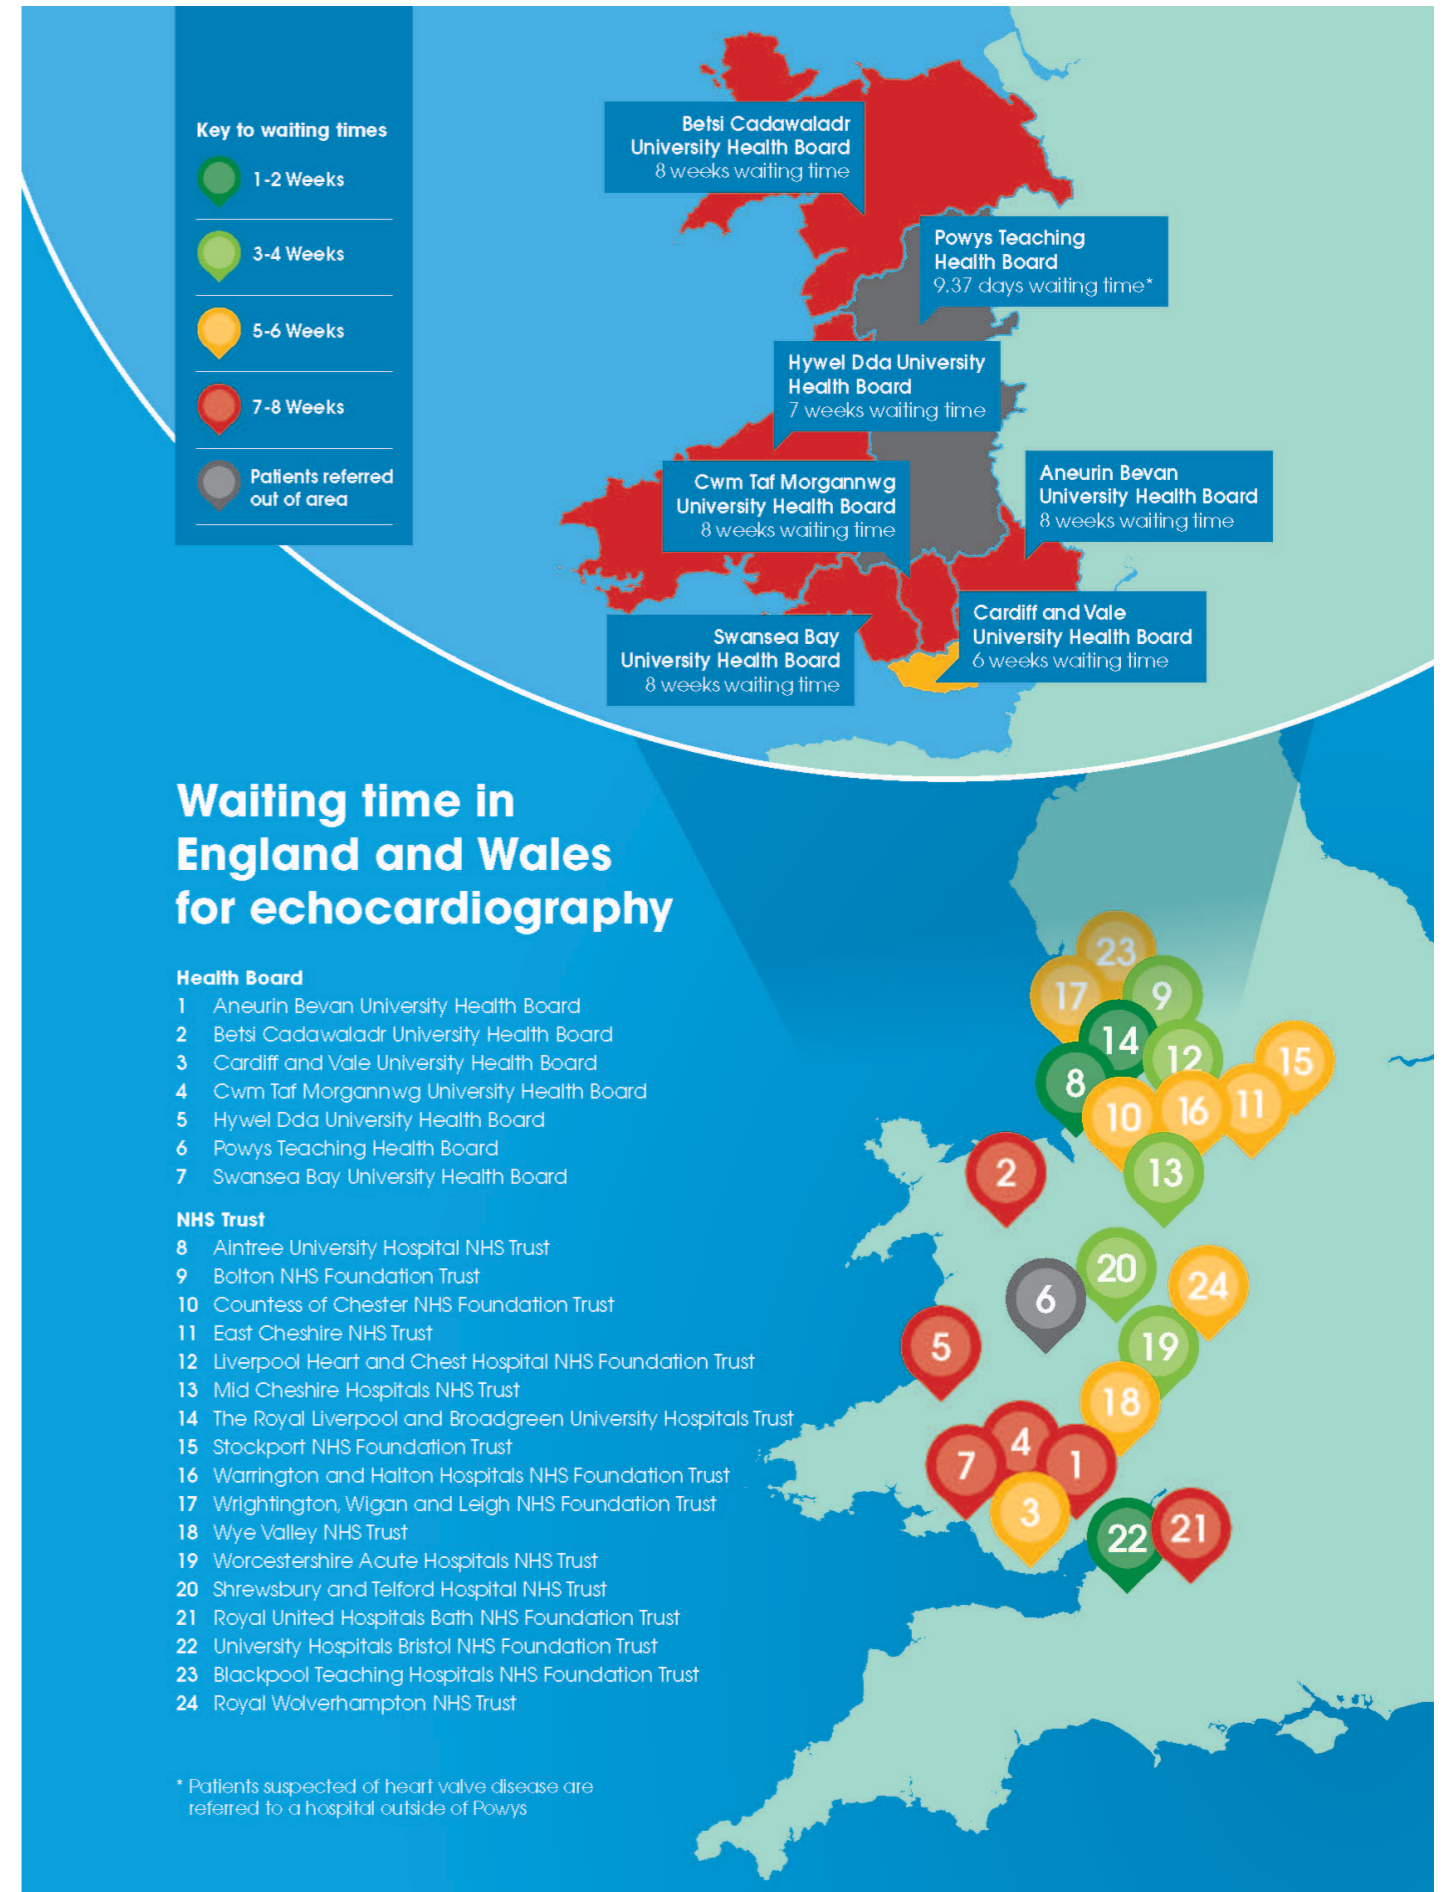 Key to waiting times
1-2 Weeks
3-4 Weeks
5-6 Weeks
7-8 Weeks
Patients referred
out of area
Betsi Cadawaladr
University Health Board
8 weeks waiting time
Powys Teaching
Health Board
9.37 days waiting time*
Hywel Dda University
Health Board
7 weeks waiting time
Cwm Taf Morgannwg
University Health Board
8 weeks waiting time
Aneurin Bevan
University Health Board
8 weeks waiting time
Swansea Bay
University Health Board
8 weeks waiting time
Cardiff and Vale
University Health Board
6 weeks waiting time
Waiting time in
England and Wales
for echocardiography
Health Board
1 Aneurin Bevan University Health Board
2 Betsi Cadawaladr University Health Board
3 Cardiff and Vale University Health Board
4 Cwm Taf Morgannwg University Health Board
5 Hywel Dda University Health Board
6 Powys Teaching Health Board
7 Swansea Bay University Health Board
NHS Trust
8 Aintree University Hospital NHS Trust
9 Bolton NHS Foundation Trust
10 Countess of Chester NHS Foundation Trust
11 East Cheshire NHS Trust
12 Liverpool Heart and Chest Hospital NHS Foundation Trust
13 Mid Cheshire Hospitals NHS Trust
14 The Royal Liverpool and Broadgreen University Hospitals Trust
15 Stockport NHS Foundation Trust
16 Warrington and Halton Hospitals NHS Foundation Trust
17 Wrightington, Wigan and Leigh NHS Foundation Trust
18 Wye Valley NHS Trust
19 Worcestershire Acute Hospitals NHS Trust
20 Shrewsbury and Telford Hospital NHS Trust
21 Royal United Hospitals Bath NHS Foundation Trust
22 University Hospitals Bristol NHS Foundation Trust
23 Blackpool Teaching Hospitals NHS Foundation Trust
24 Royal Wolverhampton NHS Trust
* Patients suspected of heart valve disease are
referred to a hospital outside of Powys
23
17
9
14
12
15
8
10
16
11
13
2
20
24
6
5
19
18
4
7
1
3
22
21